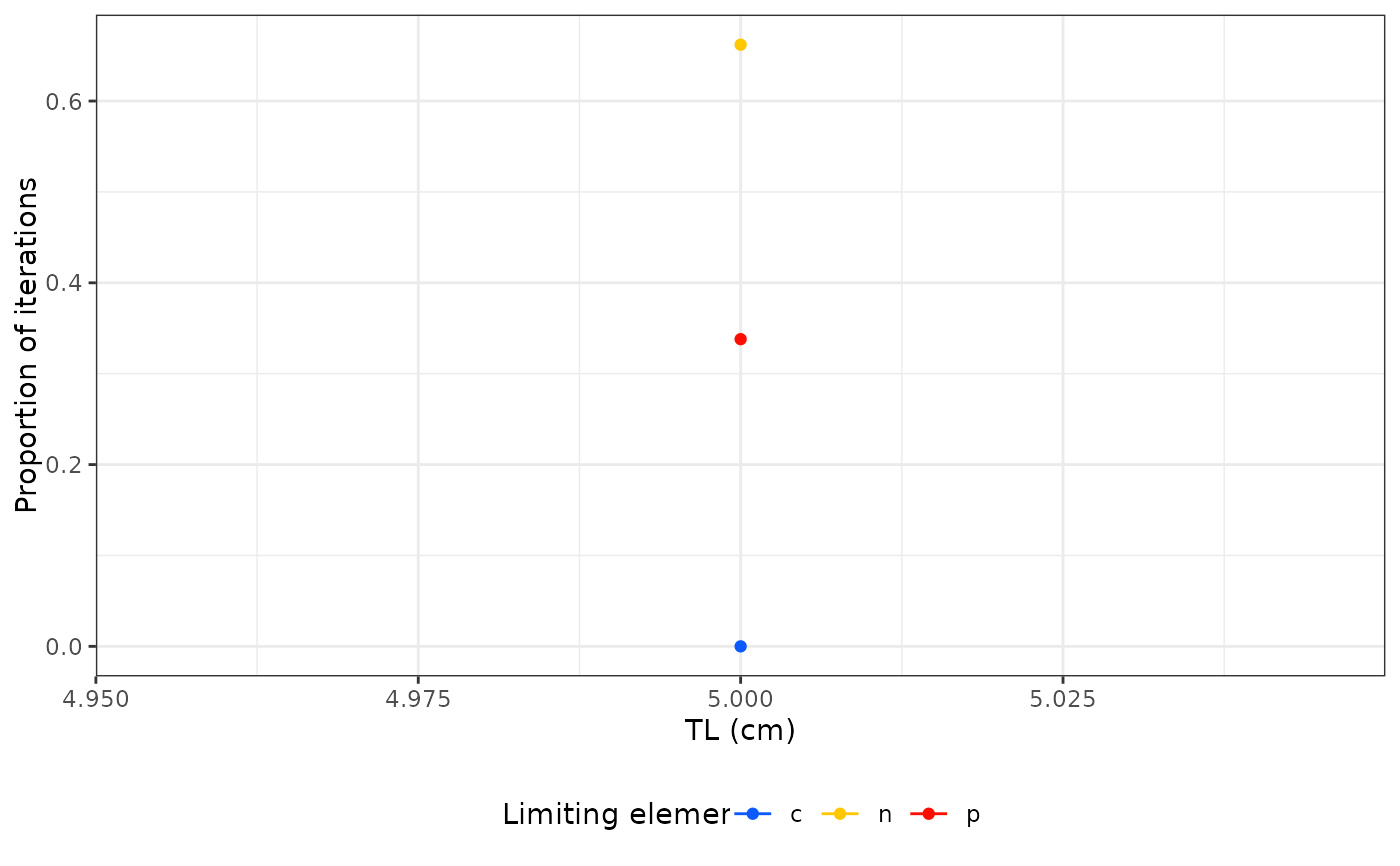 Proportion of iterations
0.6
0.4
0.2
0.0
4.950 4.975 5.000 5.025
TL (cm)
Limiting elemer c n p